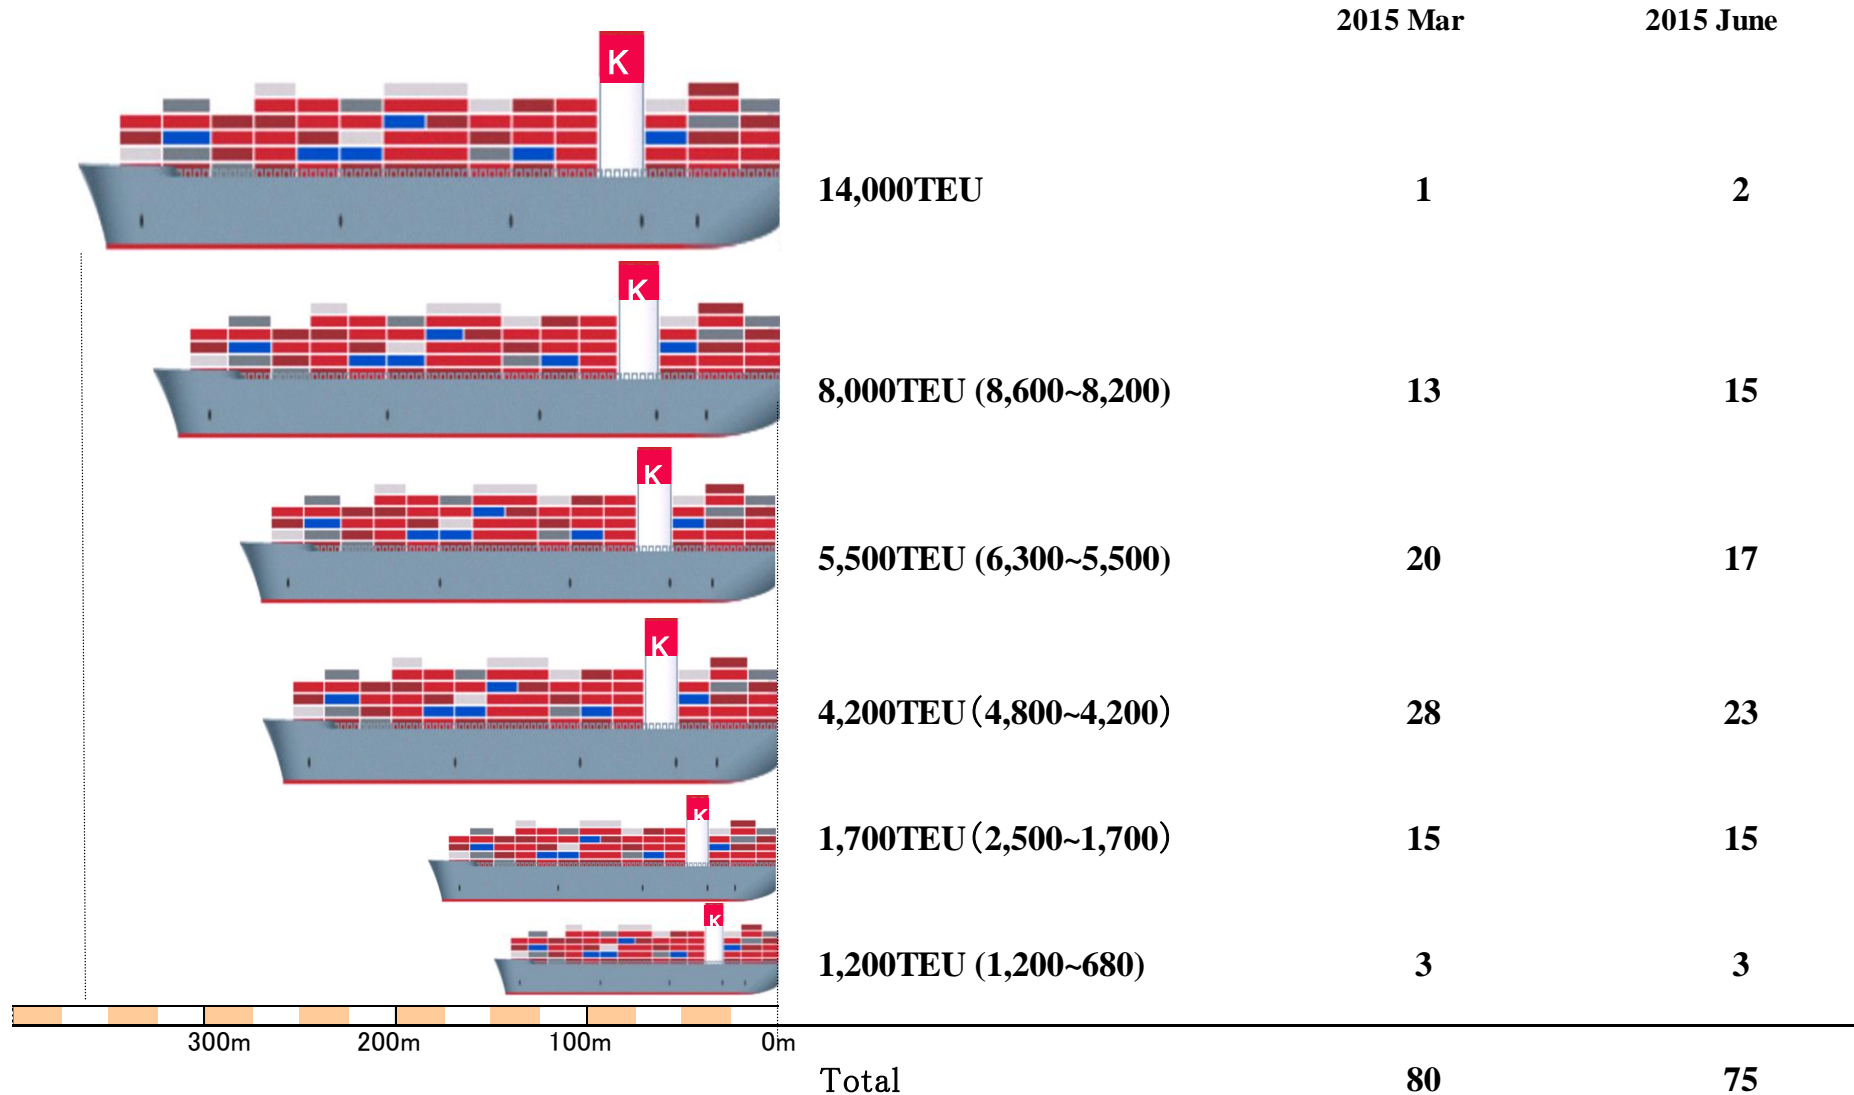 2015 Mar 2015 June
K
14,000TEU 1 2
K
8,000TEU (8,600~8,200) 13 15
K
5,500TEU (6,300~5,500) 20 17
K
4,200TEU（4,800~4,200） 28 23
K
1,700TEU（2,500~1,700） 15 15
K
1,200TEU (1,200~680) 3 3
300m 200m 100m 0m
Total 80 75